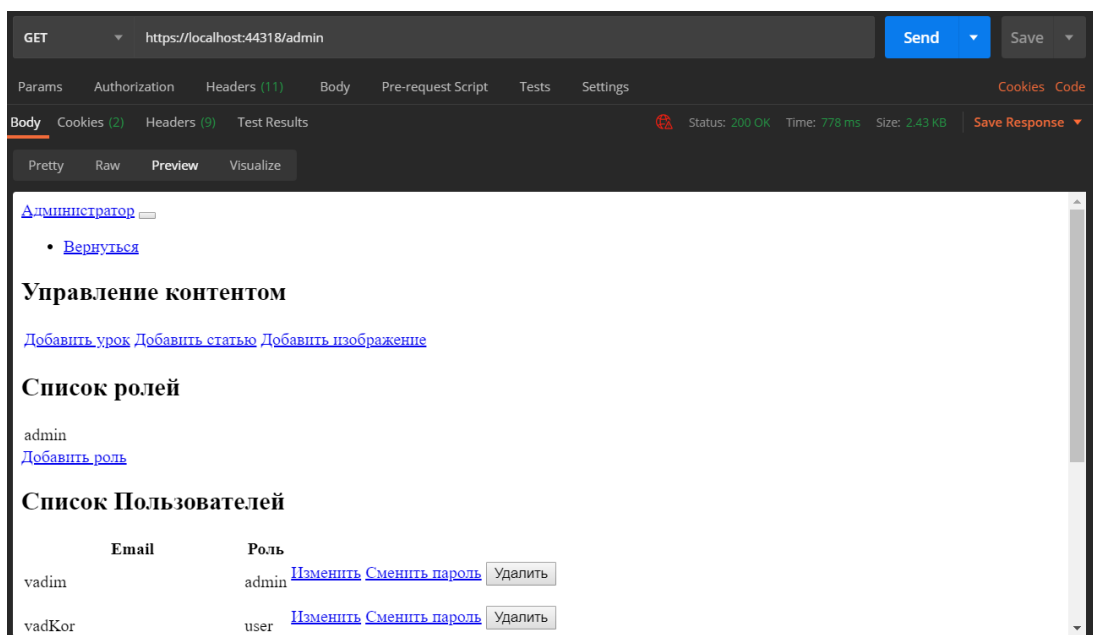 GET https://localhost:44318/admin Send Save
Params Authorization Headers (11) Body Pre-request Script Tests Settings Cookies Code
Body Cookies (2) Headers (9) Test Results Status: 200 OK Time: 778 ms Size: 2.43 KB Save Response
Pretty Raw Preview Visualize
Администратор
• Вернуться
Управление контентом
Добавить урок Добавить статью Добавить изображение
Список ролей
admin
Добавить роль
Список Пользователей
Email Роль
vadim admin Изменить Сменить пароль Удалить
vadKor user Изменить Сменить пароль Удалить